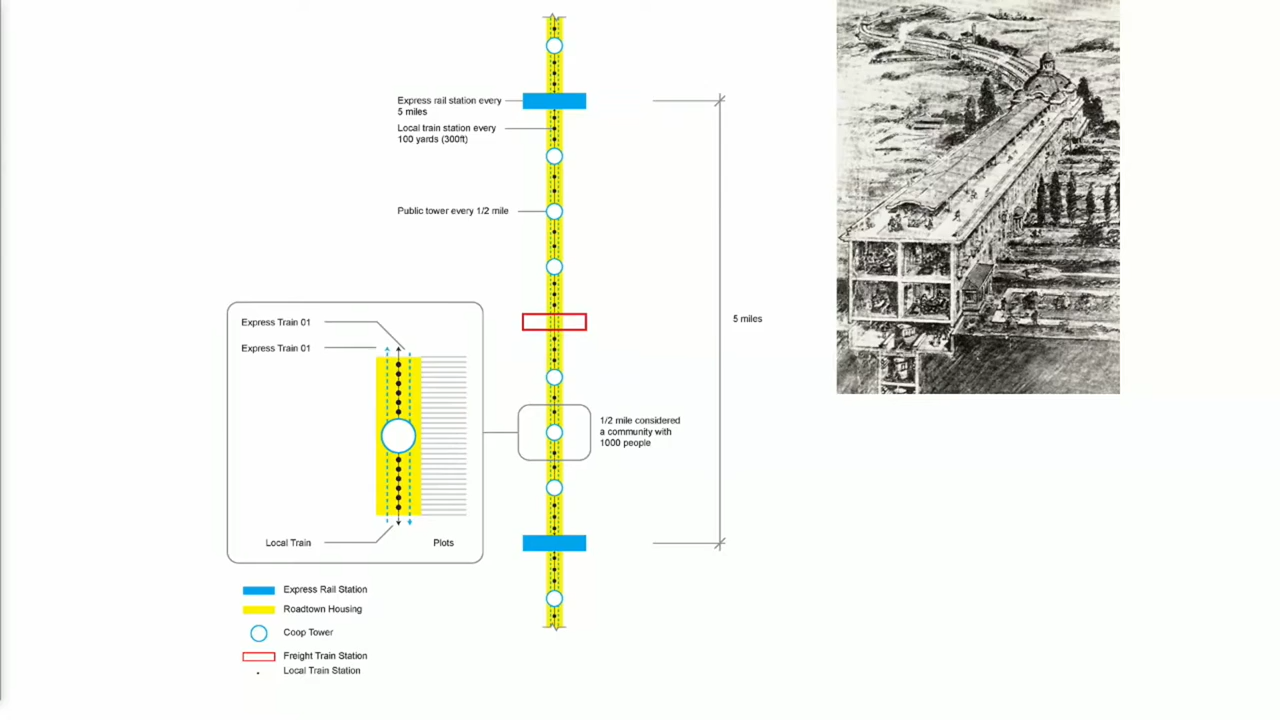 Express rail station every
5 miles
Local train station every
100 yards (300ft)
Public tower every 1/2 mile
5 miles
Express Train 01
Express Train 01
1/2 mile considered
a community with
1000 people
Local Train
Plots
Express Rail Station
Roadtown Housing
Coop Tower
Freight Train Station
Local Train Station